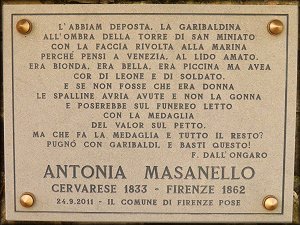 L'ABBIAM DEPOSTA, LA GARIBALDINA
ALL'OMBRA DELLA TORRE DI SAN MINIATO
CON LA FACCIA RIVOLTA ALLA MARINA
PERCHÉ PENSI A VENEZIA, AL LIDO AMATO.
ERA BIONDA, ERA BELLA, ERA PICCINA MA AVEA
COR DI LEONE E DI SOLDATO.
E SE NON FOSSE CHE ERA DONNA
LE SPALLINE AVRIA AVUTE E NON LA GONNA
E POSEREBBE SUL FUNEREO LETTO
CON LA MEDAGLIA
DEL VALOR SUL PETTO.
MA CHE FA LA MEDAGLIA E TUTTO IL RESTO?
PUGNÒ CON GARIBALDI, E BASTI QUESTO!
F. DALL'ONGARO
ANTONIA MASANELLO
CERVARESE 1833 - FIRENZE 1862
24.9.2011 - IL COMUNE DI FIRENZE POSE